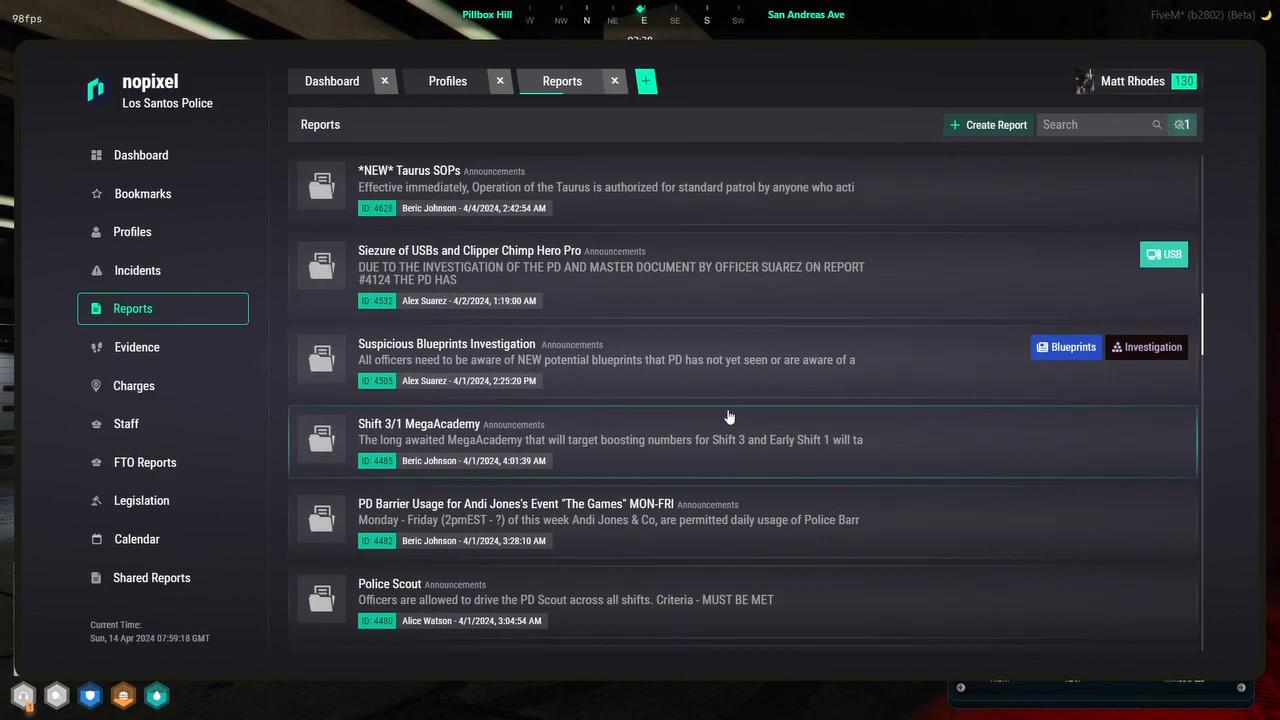 98fps
Pillbox Hill
W NW N NE E SE S SW
San Andreas Ave
FiveM* (b2802) (Beta)
nopixel
Los Santos Police
Dashboard
Profiles
Reports
Matt Rhodes 130
Reports
Create Report
Search
1
Dashboard
Bookmarks
Profiles
Incidents
Reports
Evidence
Charges
Staff
FTO Reports
Legislation
Calendar
Shared Reports
Current Time:
Sun, 14 Apr 2024 07:59:18 GMT
*NEW* Taurus SOPs Announcements
Effective immediately, Operation of the Taurus is authorized for standard patrol by anyone who acti
ID: 4628 Beric Johnson - 4/4/2024, 2:42:54 AM
Siezure of USBs and Clipper Chimp Hero Pro Announcements
DUE TO THE INVESTIGATION OF THE PD AND MASTER DOCUMENT BY OFFICER SUAREZ ON REPORT
#4124 THE PD HAS
ID: 4532 Alex Suarez - 4/2/2024, 1:19:00 AM
USB
Suspicious Blueprints Investigation Announcements
All officers need to be aware of NEW potential blueprints that PD has not yet seen or are aware of a
ID: 4505 Alex Suarez - 4/1/2024, 2:25:20 PM
Blueprints
Investigation
Shift 3/1 MegaAcademy Announcements
The long awaited MegaAcademy that will target boosting numbers for Shift 3 and Early Shift 1 will ta
ID: 4485 Beric Johnson - 4/1/2024, 4:01:39 AM
PD Barrier Usage for Andi Jones's Event "The Games" MON-FRI Announcements
Monday - Friday (2pmEST - ?) of this week Andi Jones & Co, are permitted daily usage of Police Barr
ID: 4482 Beric Johnson - 4/1/2024, 3:28:10 AM
Police Scout Announcements
Officers are allowed to drive the PD Scout across all shifts. Criteria - MUST BE MET
ID: 4480 Alice Watson - 4/1/2024, 3:04:54 AM